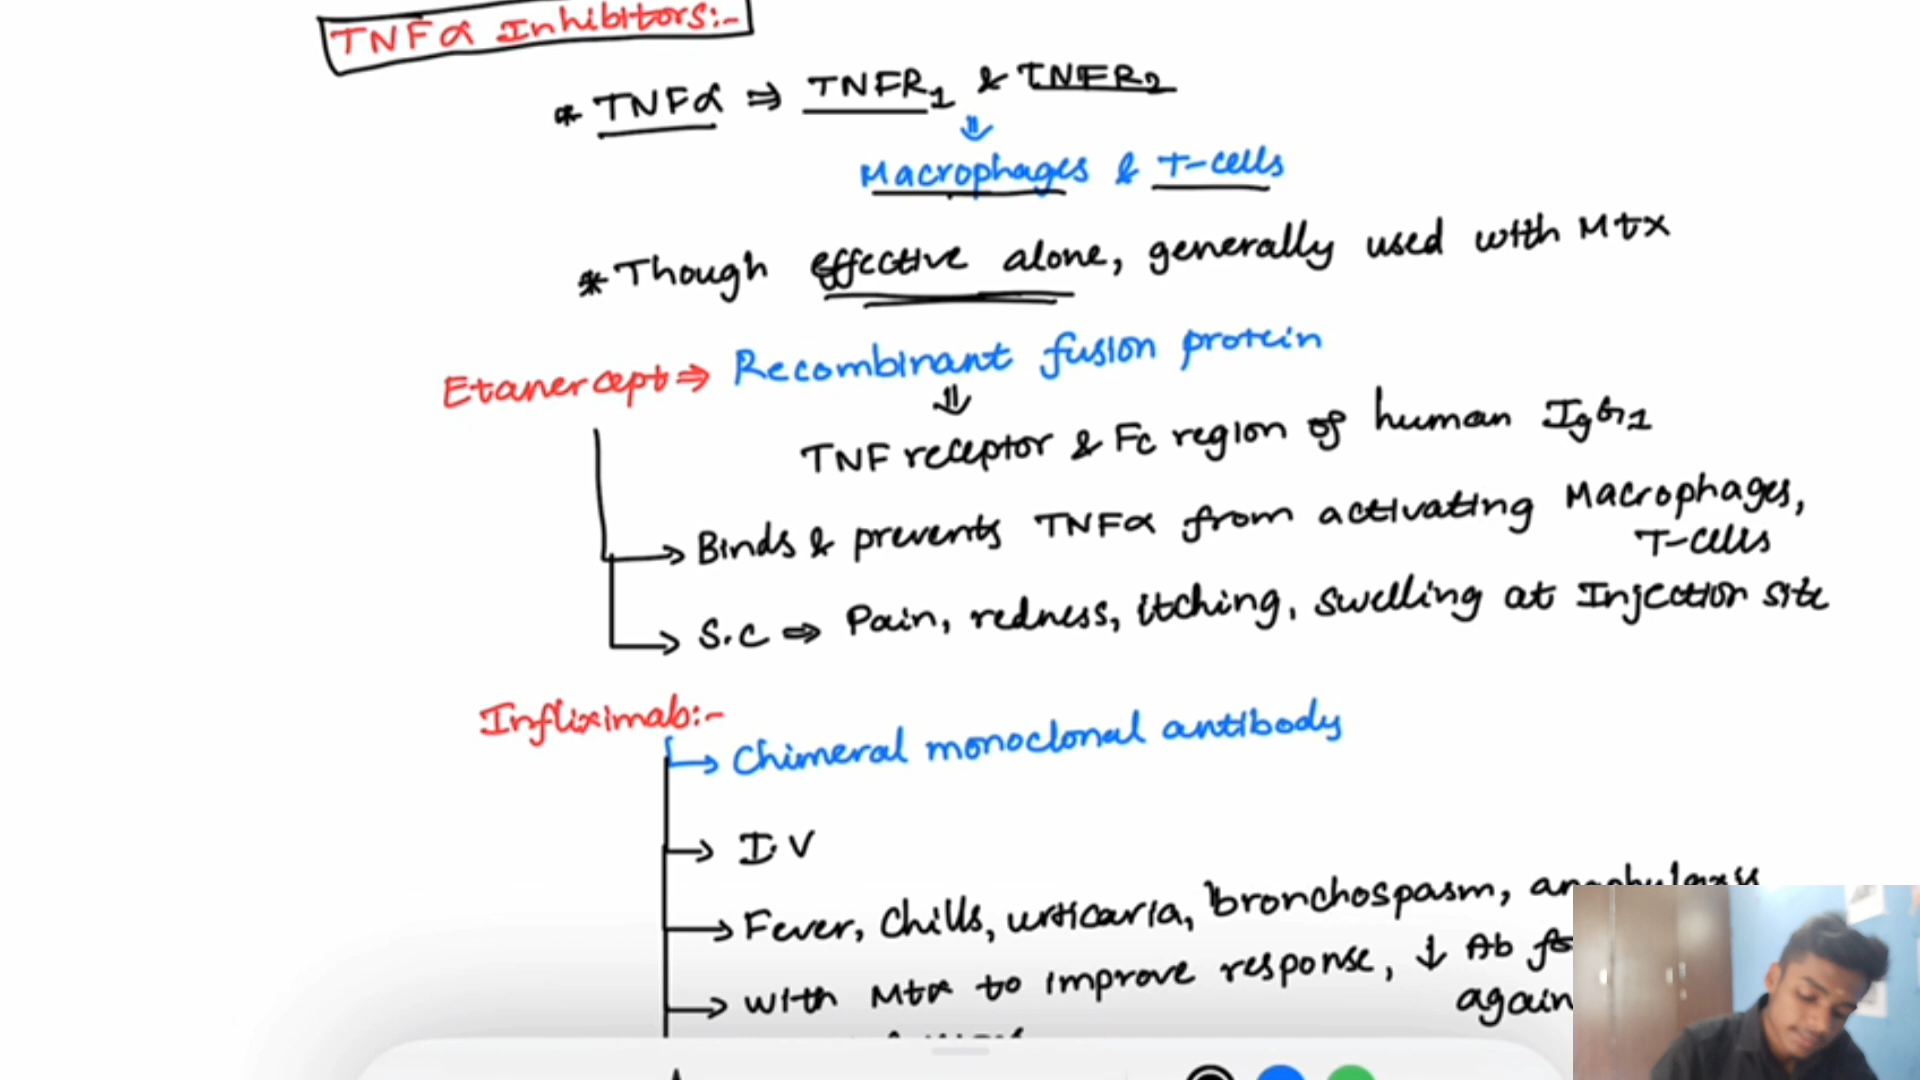 TNFα Inhibitors:-
* TNFα ⇒ TNFR1 & TNFR2
⇓
Macrophages & T-cells
* Though effective alone, generally used with Mtx
Etanercept ⇒ Recombinant fusion protein
⇓
TNF receptor & Fc region of human IgG1
→ Binds & prevents TNFα from activating Macrophages,
T-cells
→ S.C ⇒ Pain, redness, itching, swelling at Injection site
Infliximab:-
→ Chimeral monoclonal antibody
→ I.V
→ Fever, Chills, urticaria, bronchospasm, anaphylaxis
→ with Mtx to improve response, ↓ Ab